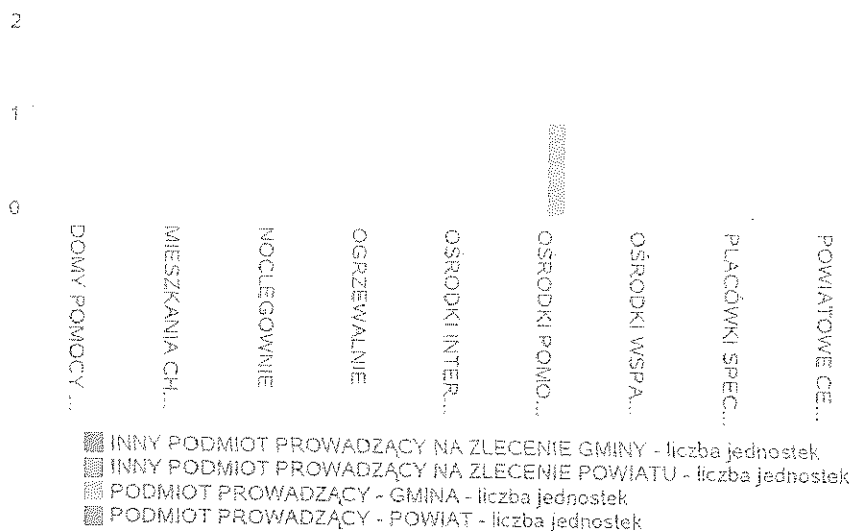 2
1
0
DOMY POMOCY ...
MIESZKANIA CH...
NOCLEGOWNIE
OGRZEWALNIE
OŚRODKI INTER...
OŚRODKI POMO...
OŚRODKI WSPA...
PLACÓWKI SPEC...
POWIATOWE CE...
INNY PODMIOT PROWADZĄCY NA ZLECENIE GMINY - liczba jednostek
INNY PODMIOT PROWADZĄCY NA ZLECENIE POWIATU - liczba jednostek
PODMIOT PROWADZĄCY - GMINA - liczba jednostek
PODMIOT PROWADZĄCY - POWIAT - liczba jednostek